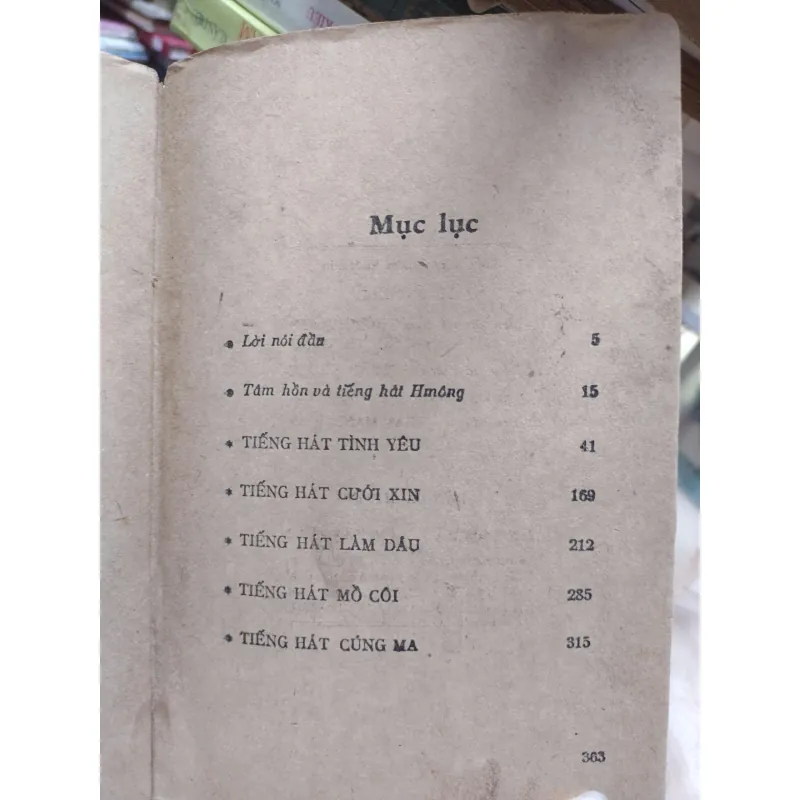 Mục lục
* Lời nói đầu 5
* Tâm hồn và tiếng hát Hmông 15
* TIẾNG HÁT TÌNH YÊU 41
* TIẾNG HÁT CƯỚI XIN 169
* TIẾNG HÁT LÀM DÂU 212
* TIẾNG HÁT MỒ CÔI 285
* TIẾNG HÁT CÚNG MA 315
363